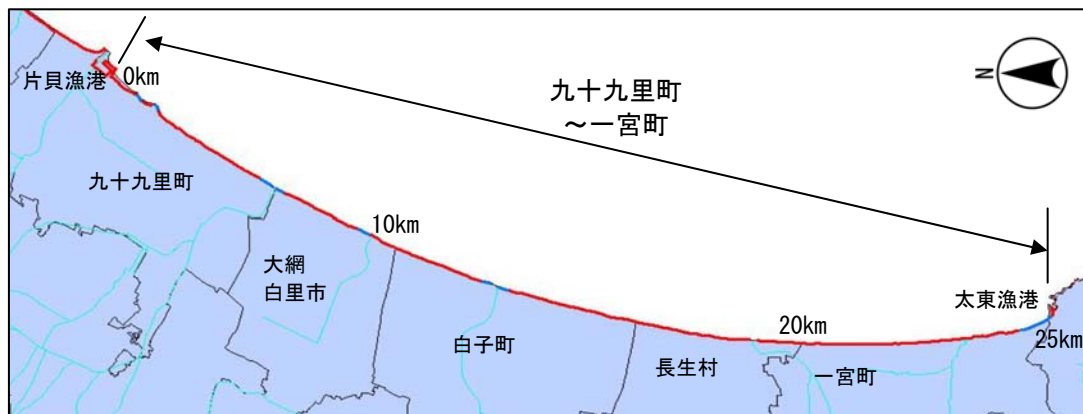 片貝漁港
0km
九十九里町
～一宮町
N
九十九里町
10km
大網
白里市
太東漁港
20km
25km
白子町
長生村
一宮町